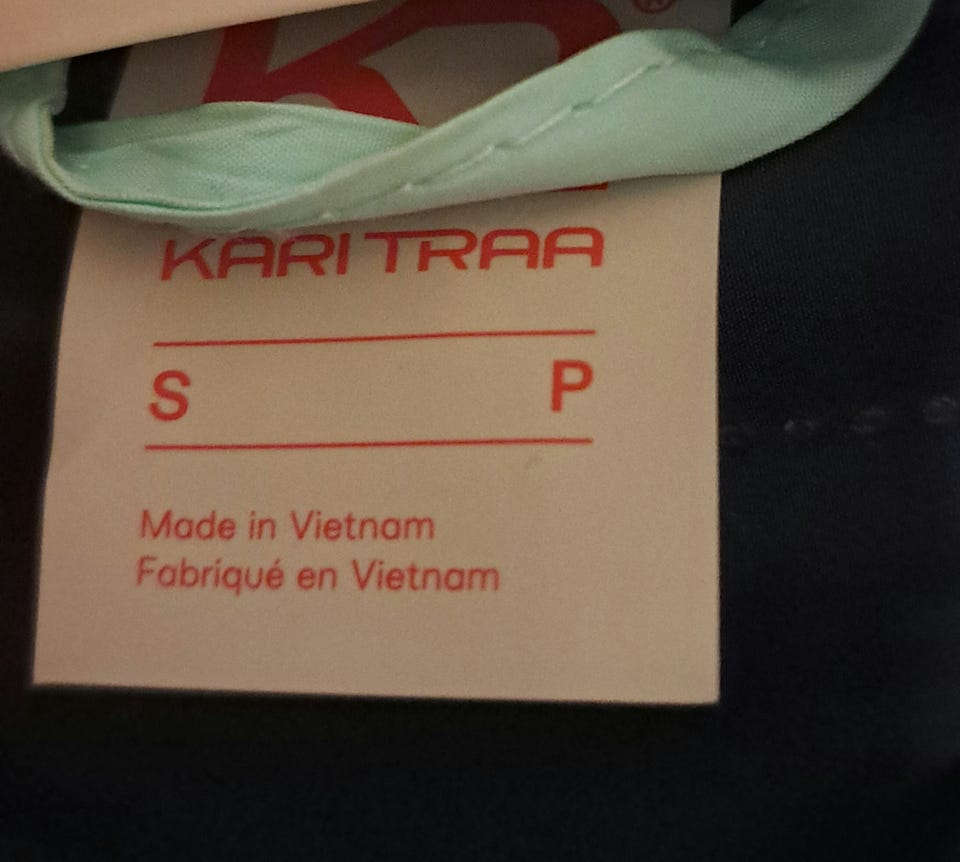 ®
KARI TRAA
S P
Made in Vietnam
Fabriqué en Vietnam